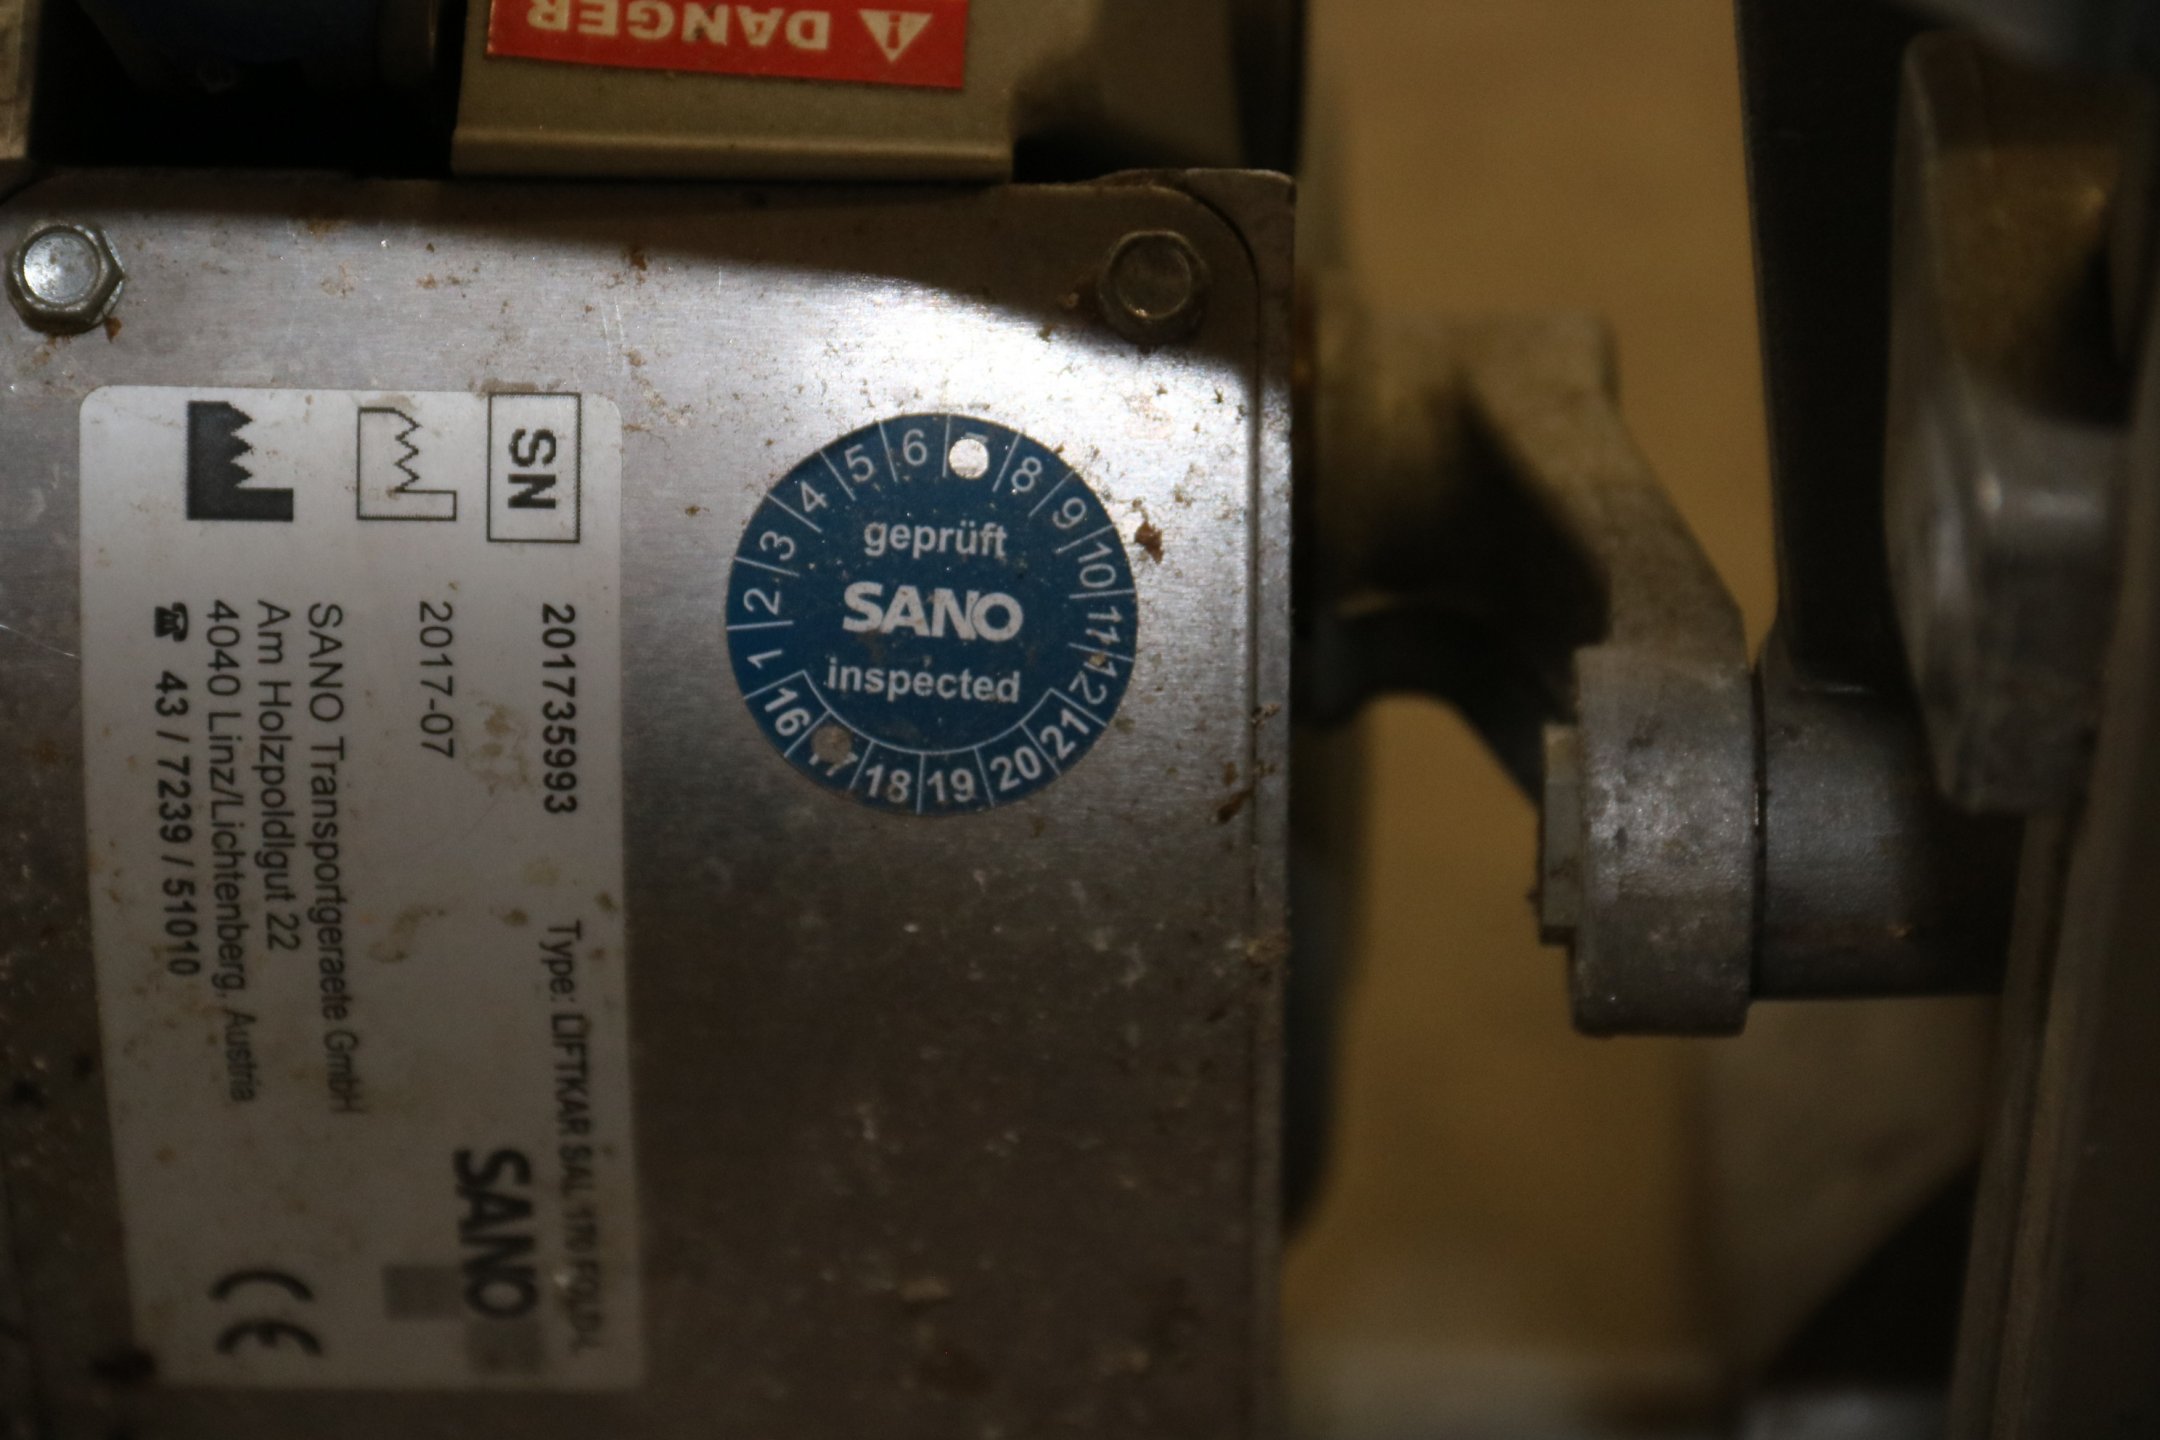 DANGER
SN 201735993 Type: LIFTKAR SAL 170 FOLD-L
2017-07
SANO
SANO Transportgeraete GmbH
Am Holzpoldlgut 22
4040 Linz/Lichtenberg, Austria
☎ 43 / 7239 / 51010
CE
1 2 3 4 5 6 7 8 9 10 11 12
geprüft
SANO
inspected
16 17 18 19 20 21